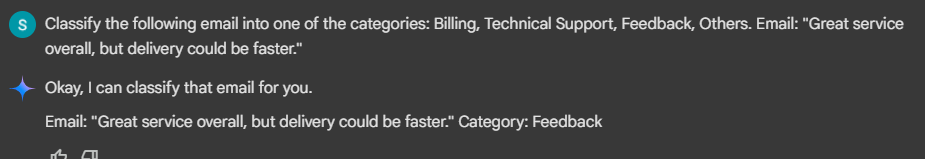 S
Classify the following email into one of the categories: Billing, Technical Support, Feedback, Others. Email: "Great service
overall, but delivery could be faster."
Okay, I can classify that email for you.
Email: "Great service overall, but delivery could be faster." Category: Feedback